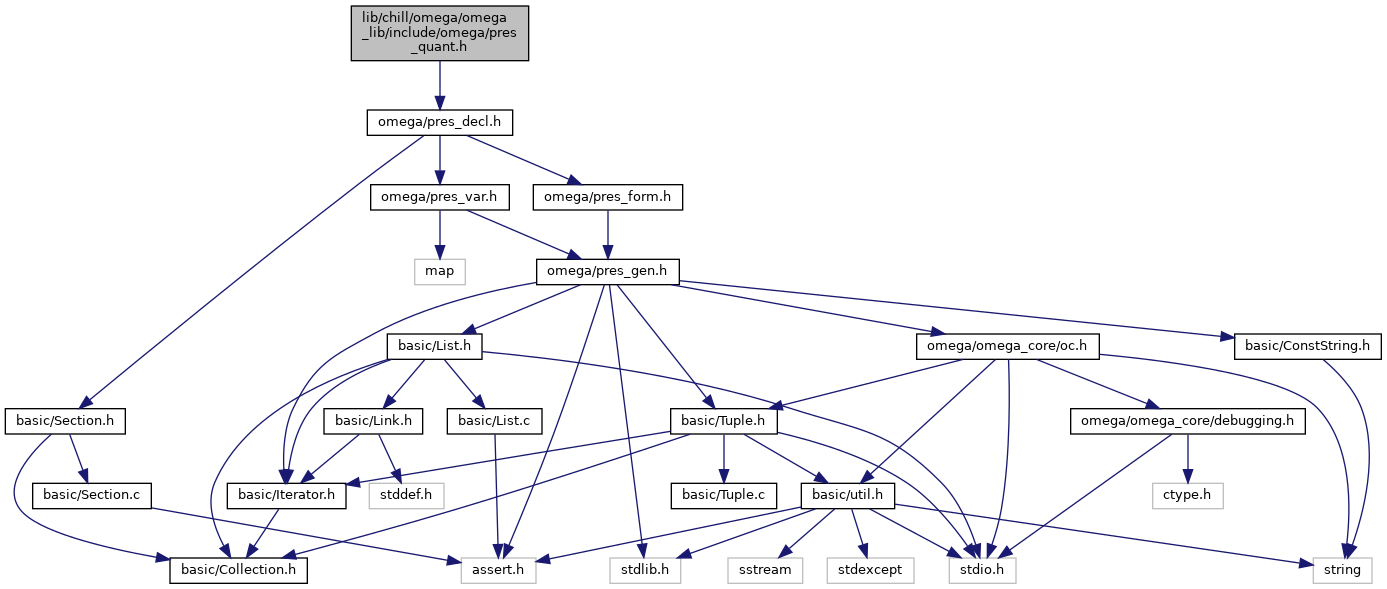 lib/chill/omega/omega
_lib/include/omega/pres
_quant.h
omega/pres_decl.h
omega/pres_var.h
omega/pres_form.h
map
omega/pres_gen.h
basic/List.h
omega/omega_core/oc.h
basic/ConstString.h
basic/Section.h
basic/Link.h
basic/List.c
basic/Tuple.h
omega/omega_core/debugging.h
basic/Section.c
basic/Iterator.h
stddef.h
basic/Tuple.c
basic/util.h
ctype.h
basic/Collection.h
assert.h
stdlib.h
sstream
stdexcept
stdio.h
string